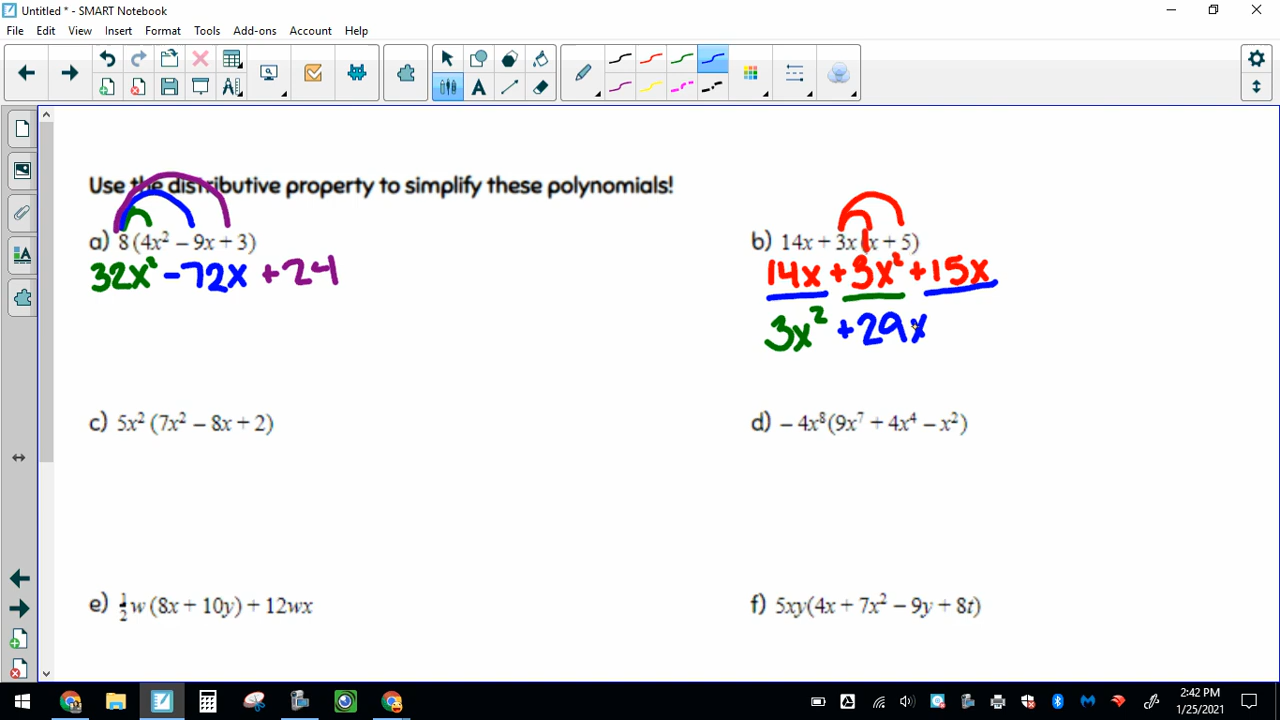 Untitled * - SMART Notebook
File Edit View Insert Format Tools Add-ons Account Help
Use the distributive property to simplify these polynomials!
a) 8 (4x² − 9x + 3)
32x² -72x +24
b) 14x + 3x (x + 5)
14x +3x² +15x
3x² +29x
c) 5x² (7x² − 8x + 2)
d) − 4x⁸(9x⁷ + 4x⁴ − x²)
e) ½w (8x + 10y) + 12wx
f) 5xy(4x + 7x² − 9y + 8t)
2:42 PM
1/25/2021